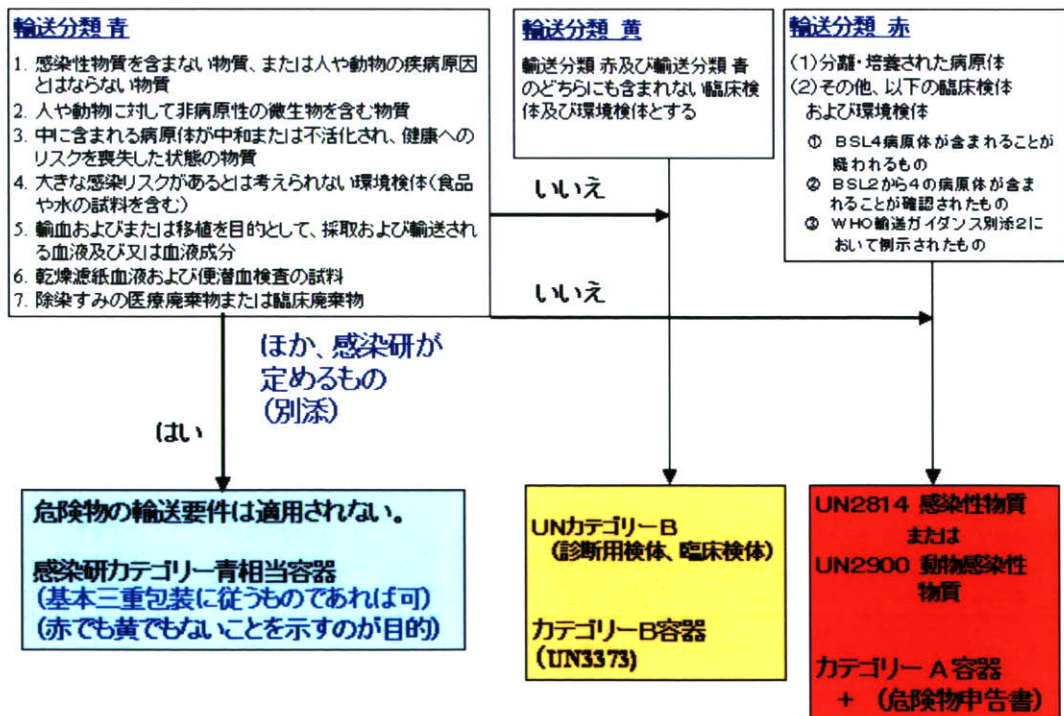 輸送分類 青
1. 感染性物質を含まない物質、または人や動物の疾病原因
とはならない物質
2. 人や動物に対して非病原性の微生物を含む物質
3. 中に含まれる病原体が中和または不活化され、健康への
リスクを喪失した状態の物質
4. 大きな感染リスクがあるとは考えられない環境検体(食品
や水の試料を含む)
5. 輸血およびまたは移植を目的として、採取および輸送され
る血液及び又は血液成分
6. 乾燥濾紙血液および便潜血検査の試料
7. 除染すみの医療廃棄物または臨床廃棄物
輸送分類 黄
輸送分類 赤及び輸送分類 青
のどちらにも含まれない臨床検
体及び環境検体とする
輸送分類 赤
(1)分離・培養された病原体
(2)その他、以下の臨床検体
および環境検体
① BSL4病原体が含まれることが
疑われるもの
② BSL2から4の病原体が含ま
れることが確認されたもの
③ WHO輸送ガイダンス別添2に
おいて例示されたもの
いいえ
いいえ
ほか、感染研が
定めるもの
(別添)
はい
危険物の輸送要件は適用されない。
感染研カテゴリー青相当容器
(基本三重包装に従うものであれば可)
(赤でも黄でもないことを示すのが目的)
UNカテゴリーB
(診断用検体、臨床検体)
カテゴリーB容器
(UN3373)
UN2814 感染性物質
または
UN2900 動物感染性
物質
カテゴリーA容器
+ (危険物申告書)